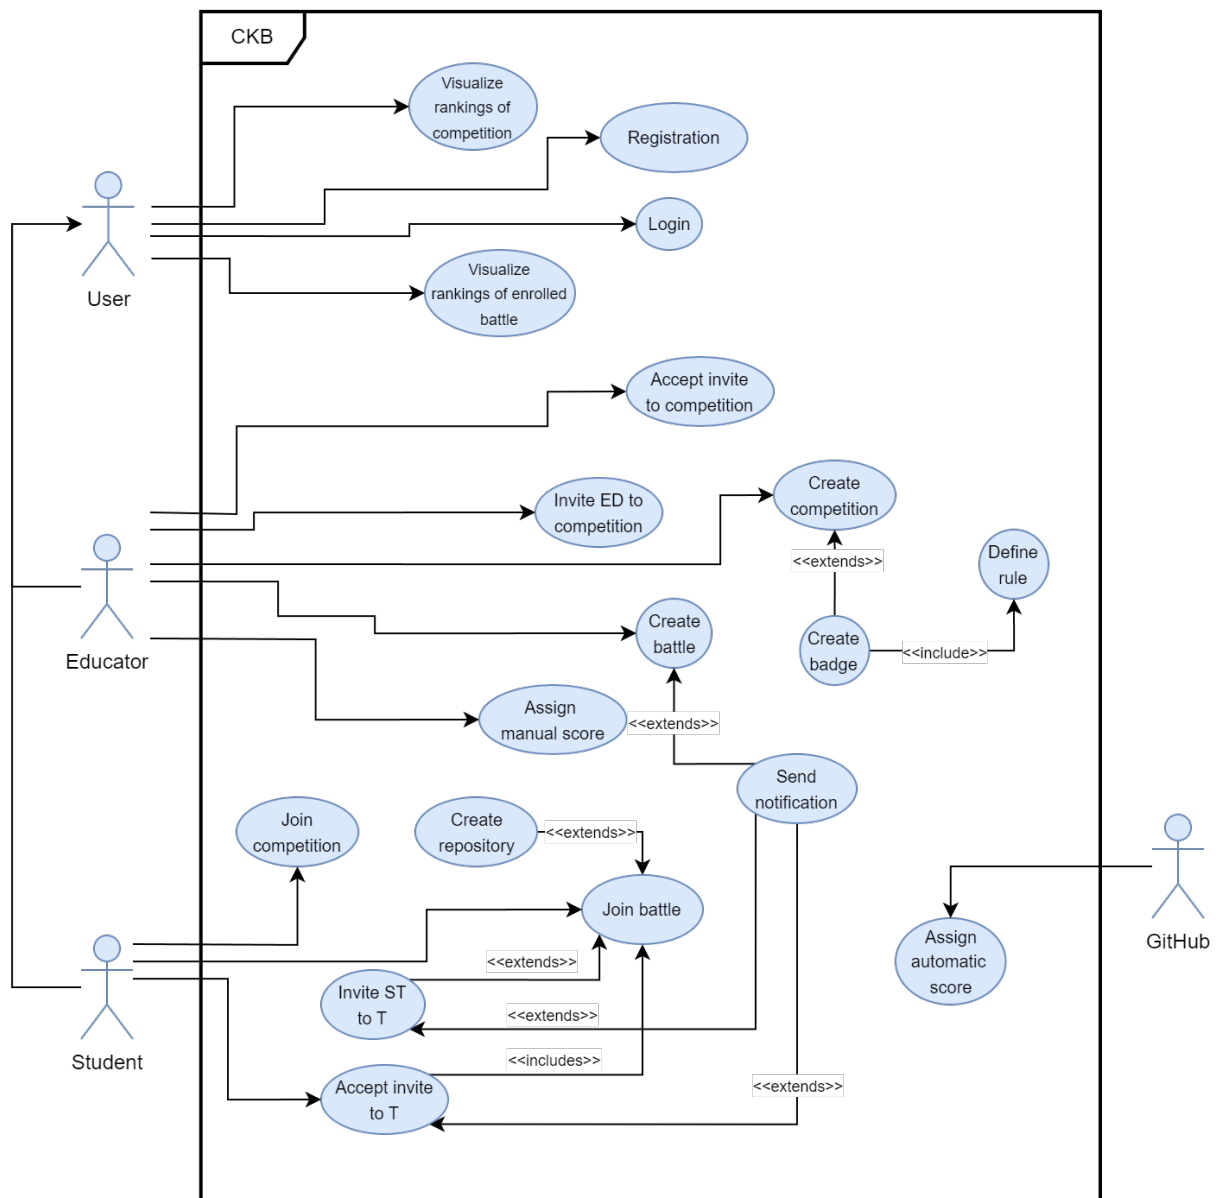 CKB
Visualize
rankings of
competition
Registration
Login
User
Visualize
rankings of enrolled
battle
Accept invite
to competition
Create
competition
Invite ED to
competition
<<extends>>
Define
rule
Educator
Create
battle
Create
badge
<<include>>
Assign
manual score
<<extends>>
Send
notification
Join
competition
Create
repository
<<extends>>
Join battle
GitHub
Assign
automatic
score
<<extends>>
Invite ST
to T
<<extends>>
Student
<<includes>>
Accept invite
to T
<<extends>>